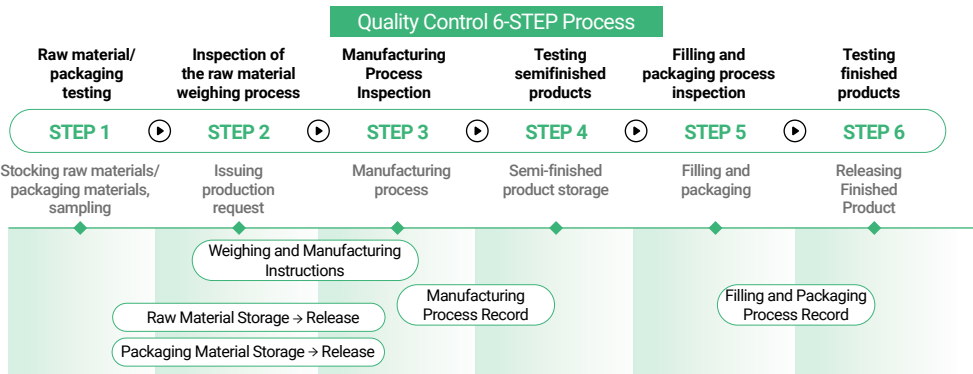 Quality Control 6-STEP Process
Raw material/
packaging
testing
Inspection of
the raw material
weighing process
Manufacturing
Process
Inspection
Testing
semifinished
products
Filling and
packaging process
inspection
Testing
finished
products
STEP 1
STEP 2
STEP 3
STEP 4
STEP 5
STEP 6
Stocking raw materials/
packaging materials,
sampling
Issuing
production
request
Manufacturing
process
Semi-finished
product storage
Filling and
packaging
Releasing
Finished
Product
Weighing and Manufacturing
Instructions
Manufacturing
Process Record
Filling and Packaging
Process Record
Raw Material Storage → Release
Packaging Material Storage → Release